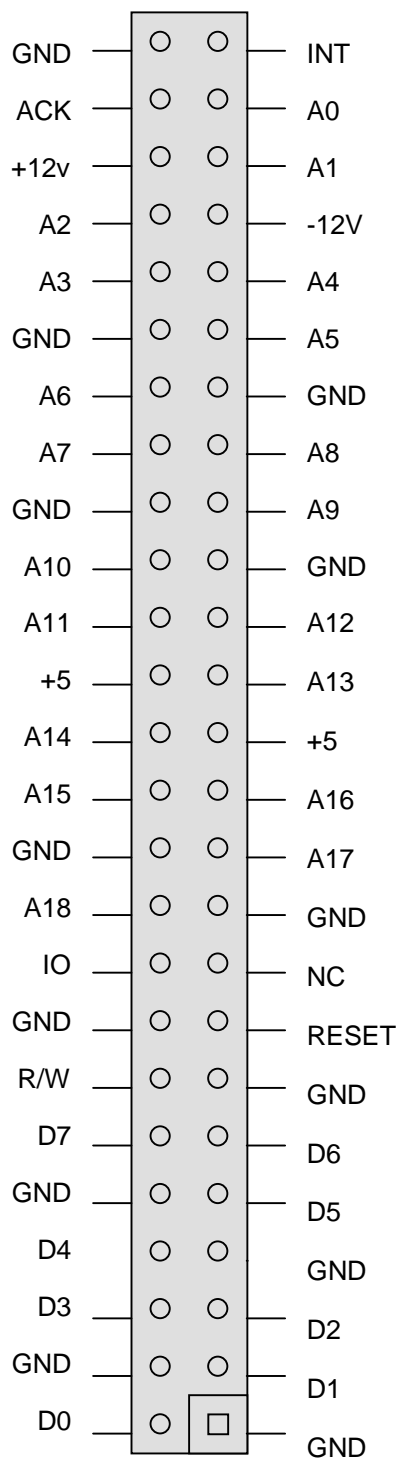 GND INT
ACK A0
+12v A1
A2 -12V
A3 A4
GND A5
A6 GND
A7 A8
GND A9
A10 GND
A11 A12
+5 A13
A14 +5
A15 A16
GND A17
A18 GND
IO NC
GND RESET
R/W GND
D7 D6
GND D5
D4 GND
D3 D2
GND D1
D0 GND